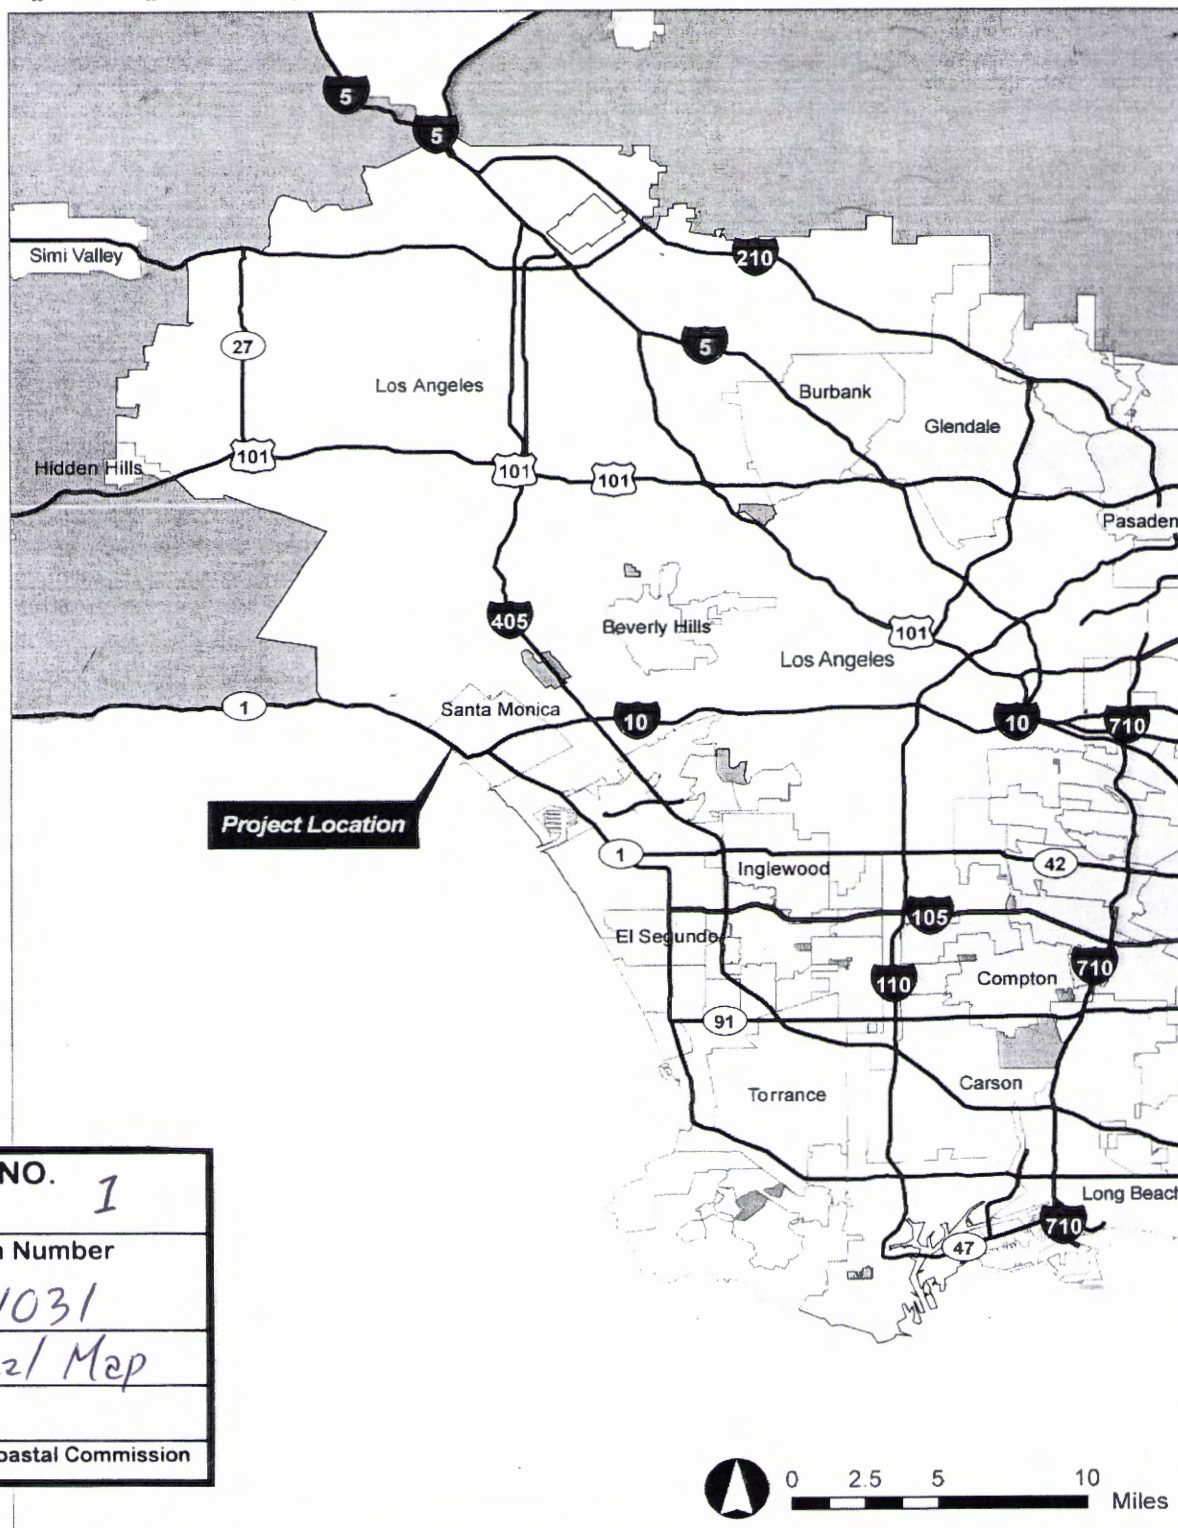 5
5
Simi Valley
210
27
5
Los Angeles
Burbank
Glendale
Hidden Hills
101
101
101
Pasaden
405
Beverly Hills
101
Los Angeles
1
Santa Monica
10
10
710
Project Location
1
Inglewood
42
105
El Segundo
110
Compton
710
91
Torrance
Carson
Long Beach
710
47
NO. 1
n Number
1031
al Map
oastal Commission
0 2.5 5 10
Miles